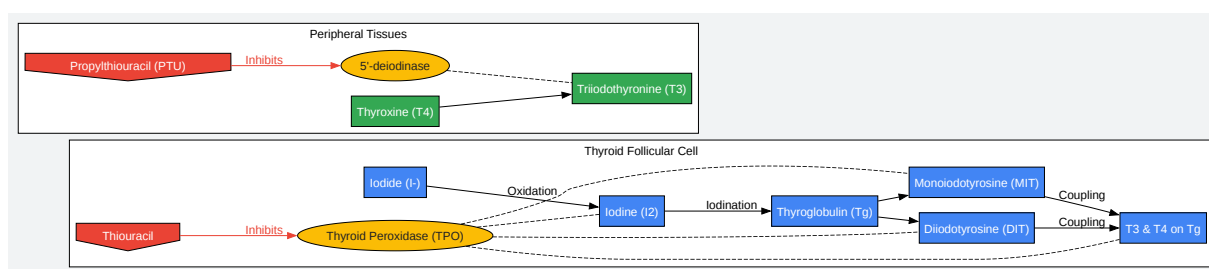 Peripheral Tissues
Propylthiouracil (PTU)
Inhibits
5'-deiodinase
Triiodothyronine (T3)
Thyroxine (T4)
Thyroid Follicular Cell
Iodide (I-)
Oxidation
Monoiodotyrosine (MIT)
Coupling
Iodine (I2)
Iodination
Thyroglobulin (Tg)
Thiouracil
Inhibits
Thyroid Peroxidase (TPO)
Diiodotyrosine (DIT)
Coupling
T3 & T4 on Tg